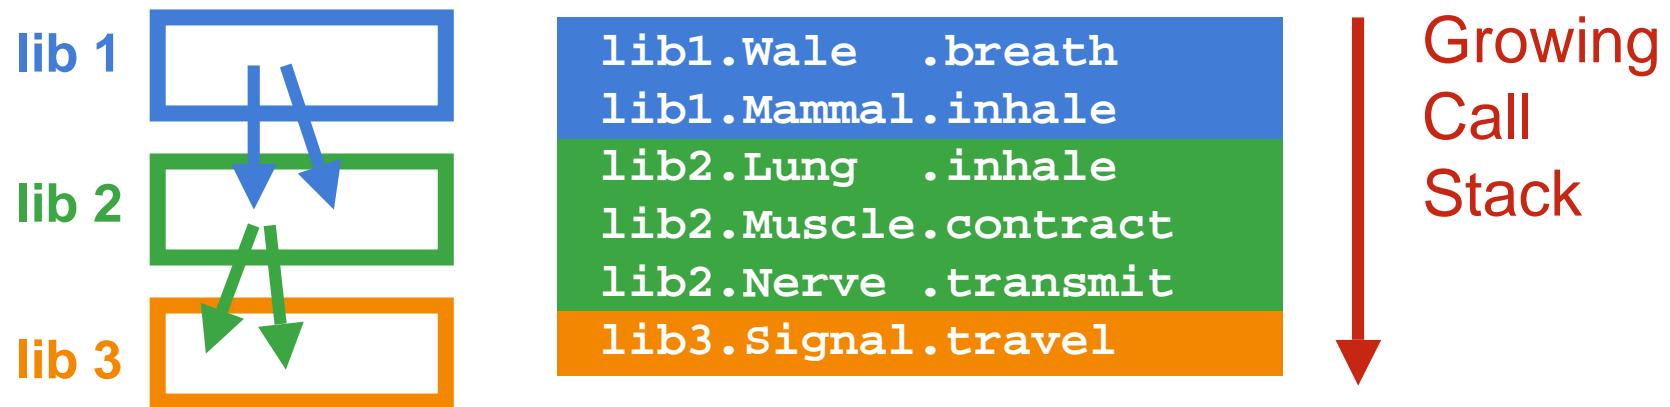 lib 1
lib 2
lib 3
lib1.Wale   .breath
lib1.Mammal.inhale
lib2.Lung   .inhale
lib2.Muscle.contract
lib2.Nerve .transmit
lib3.Signal.travel
Growing
Call
Stack